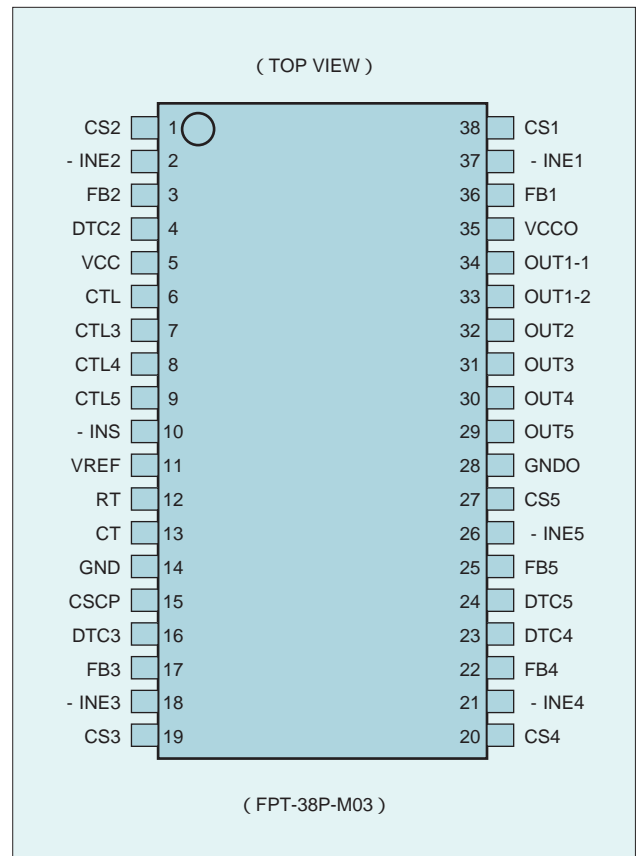 ( TOP VIEW )
CS2 1 38 CS1
- INE2 2 37 - INE1
FB2 3 36 FB1
DTC2 4 35 VCCO
VCC 5 34 OUT1-1
CTL 6 33 OUT1-2
CTL3 7 32 OUT2
CTL4 8 31 OUT3
CTL5 9 30 OUT4
- INS 10 29 OUT5
VREF 11 28 GNDO
RT 12 27 CS5
CT 13 26 - INE5
GND 14 25 FB5
CSCP 15 24 DTC5
DTC3 16 23 DTC4
FB3 17 22 FB4
- INE3 18 21 - INE4
CS3 19 20 CS4
( FPT-38P-M03 )